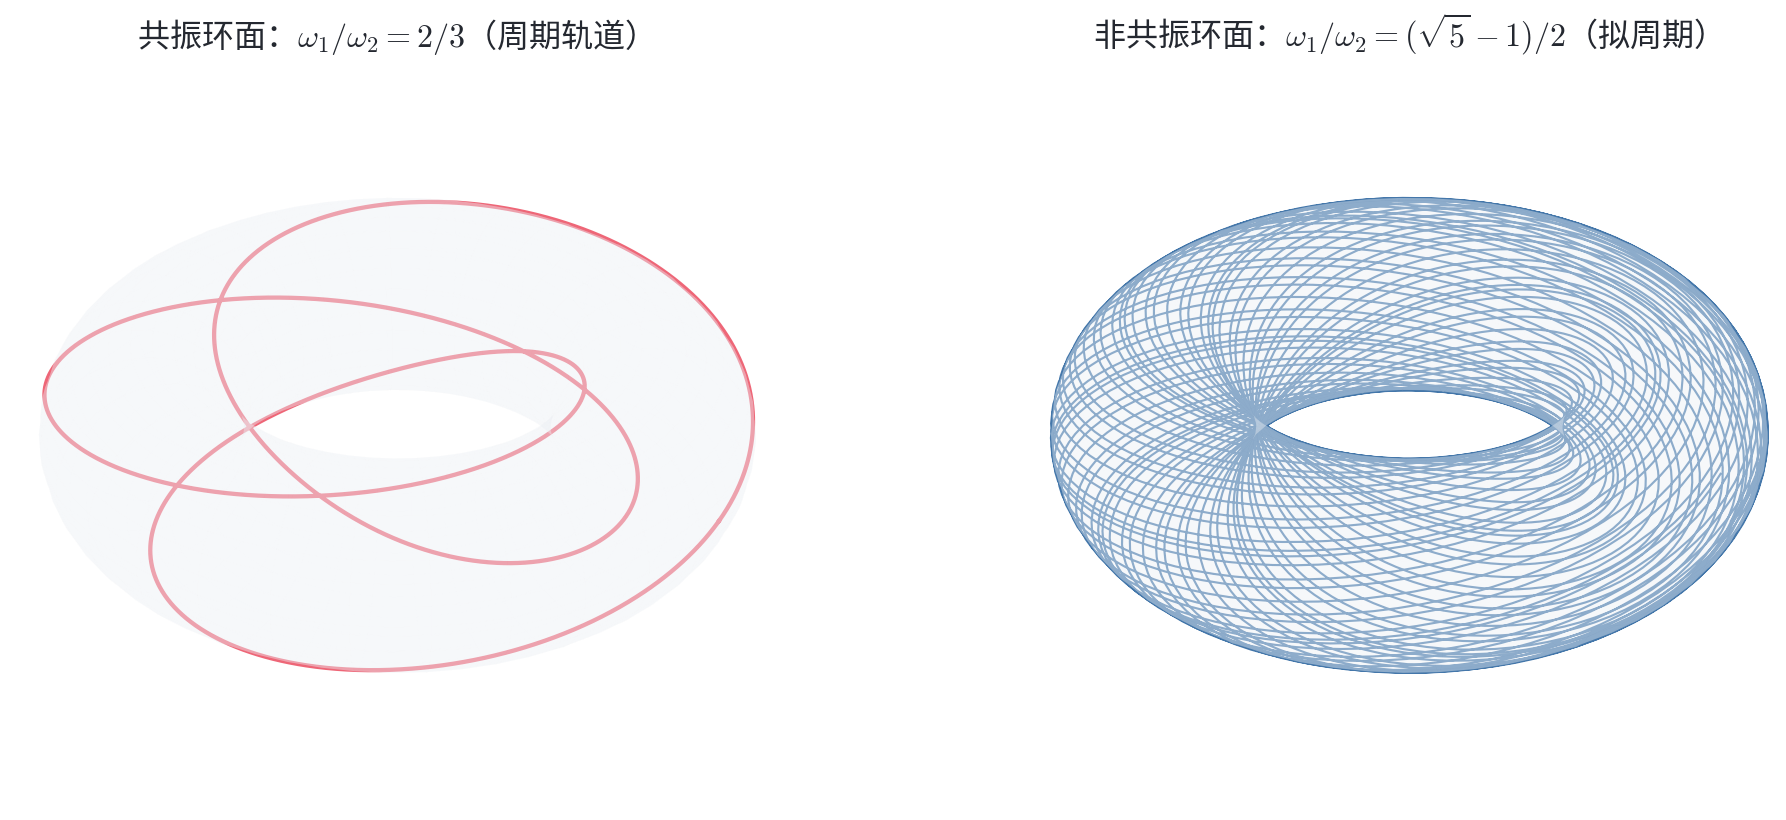 共振环面：ω₁/ω₂ = 2/3（周期轨道）
非共振环面：ω₁/ω₂ = (√5 − 1)/2（拟周期）